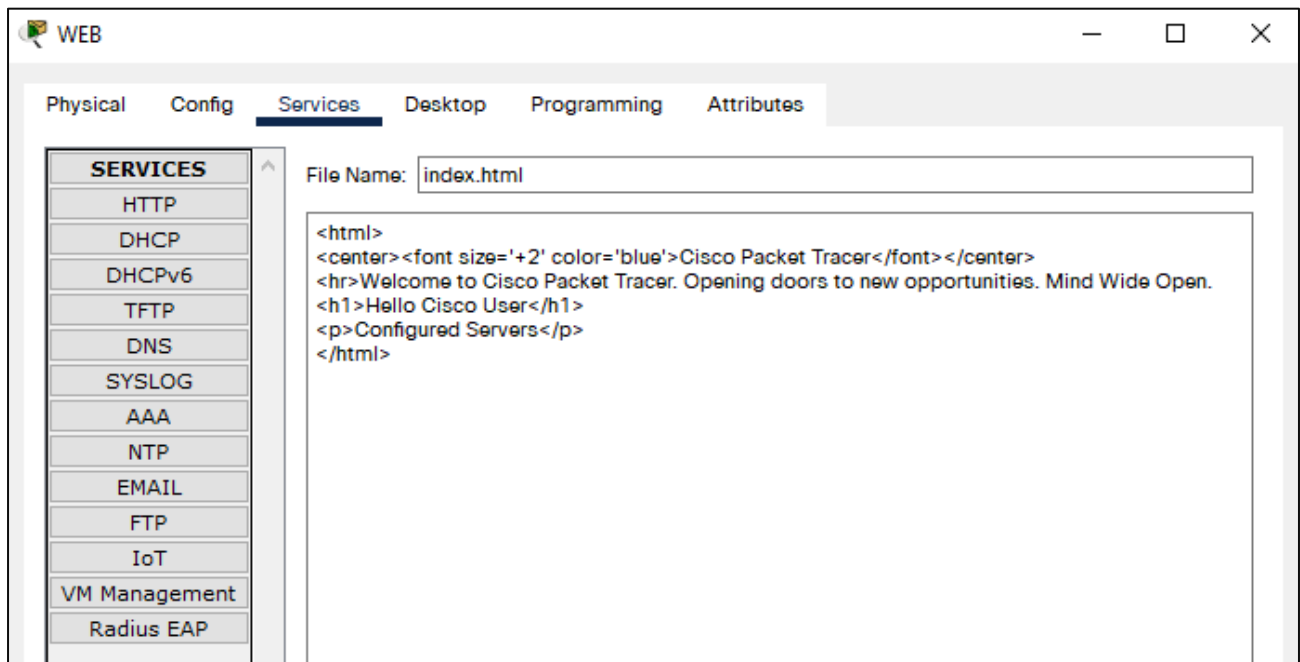 WEB
Physical Config Services Desktop Programming Attributes
SERVICES
HTTP
DHCP
DHCPv6
TFTP
DNS
SYSLOG
AAA
NTP
EMAIL
FTP
IoT
VM Management
Radius EAP
File Name: index.html
<html>
<center><font size='+2' color='blue'>Cisco Packet Tracer</font></center>
<hr>Welcome to Cisco Packet Tracer. Opening doors to new opportunities. Mind Wide Open.
<h1>Hello Cisco User</h1>
<p>Configured Servers</p>
</html>